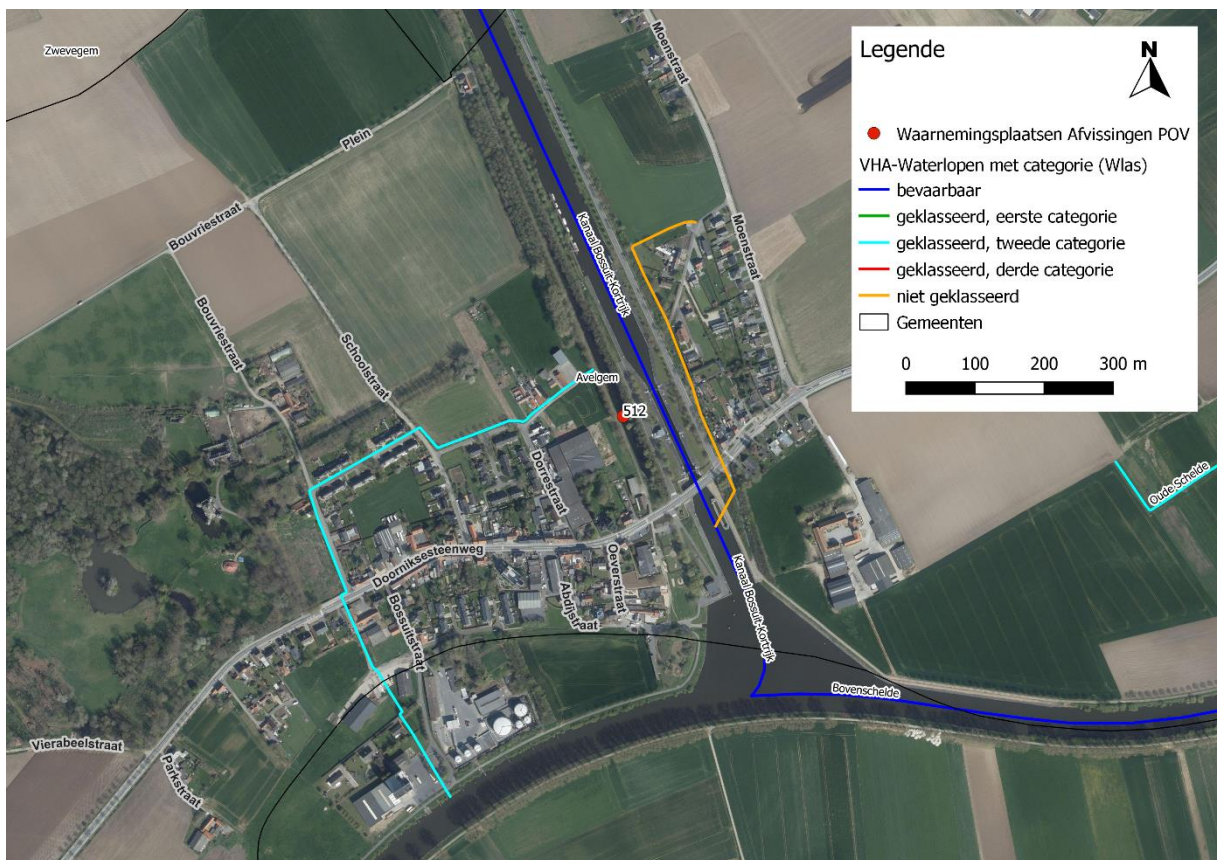 Zwevegem
Moenstraat
Plein
Bouvriestraat
Kanaal Bossuit-Kortrijk
Moenstraat
Bouvriestraat
Schoolstraat
Avelgem
512
Dorrestraat
Oude Schelde
Doorniksesteenweg
Oeverstraat
Abdijstraat
Bossuitstraat
Kanaal Bossuit-Kortrijk
Bovenschelde
Vierabeelstraat
Parkstraat
Legende
N
Waarnemingsplaatsen Afvissingen POV
VHA-Waterlopen met categorie (Wlas)
bevaarbaar
geklasseerd, eerste categorie
geklasseerd, tweede categorie
geklasseerd, derde categorie
niet geklasseerd
Gemeenten
0 100 200 300 m